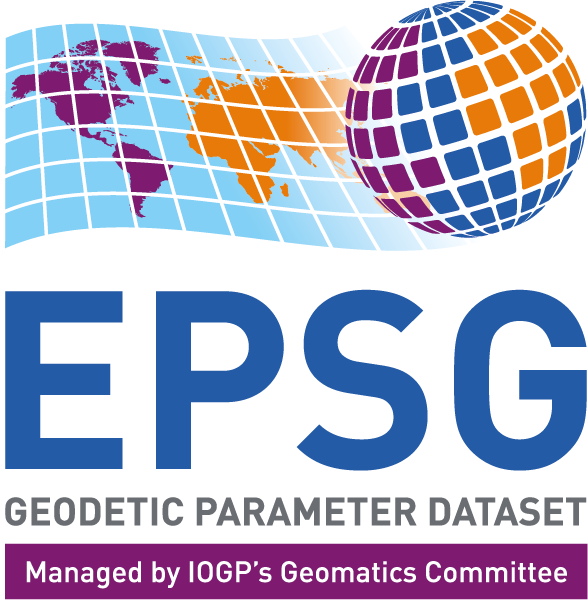 EPSG
GEODETIC PARAMETER DATASET
Managed by IOGP's Geomatics Committee